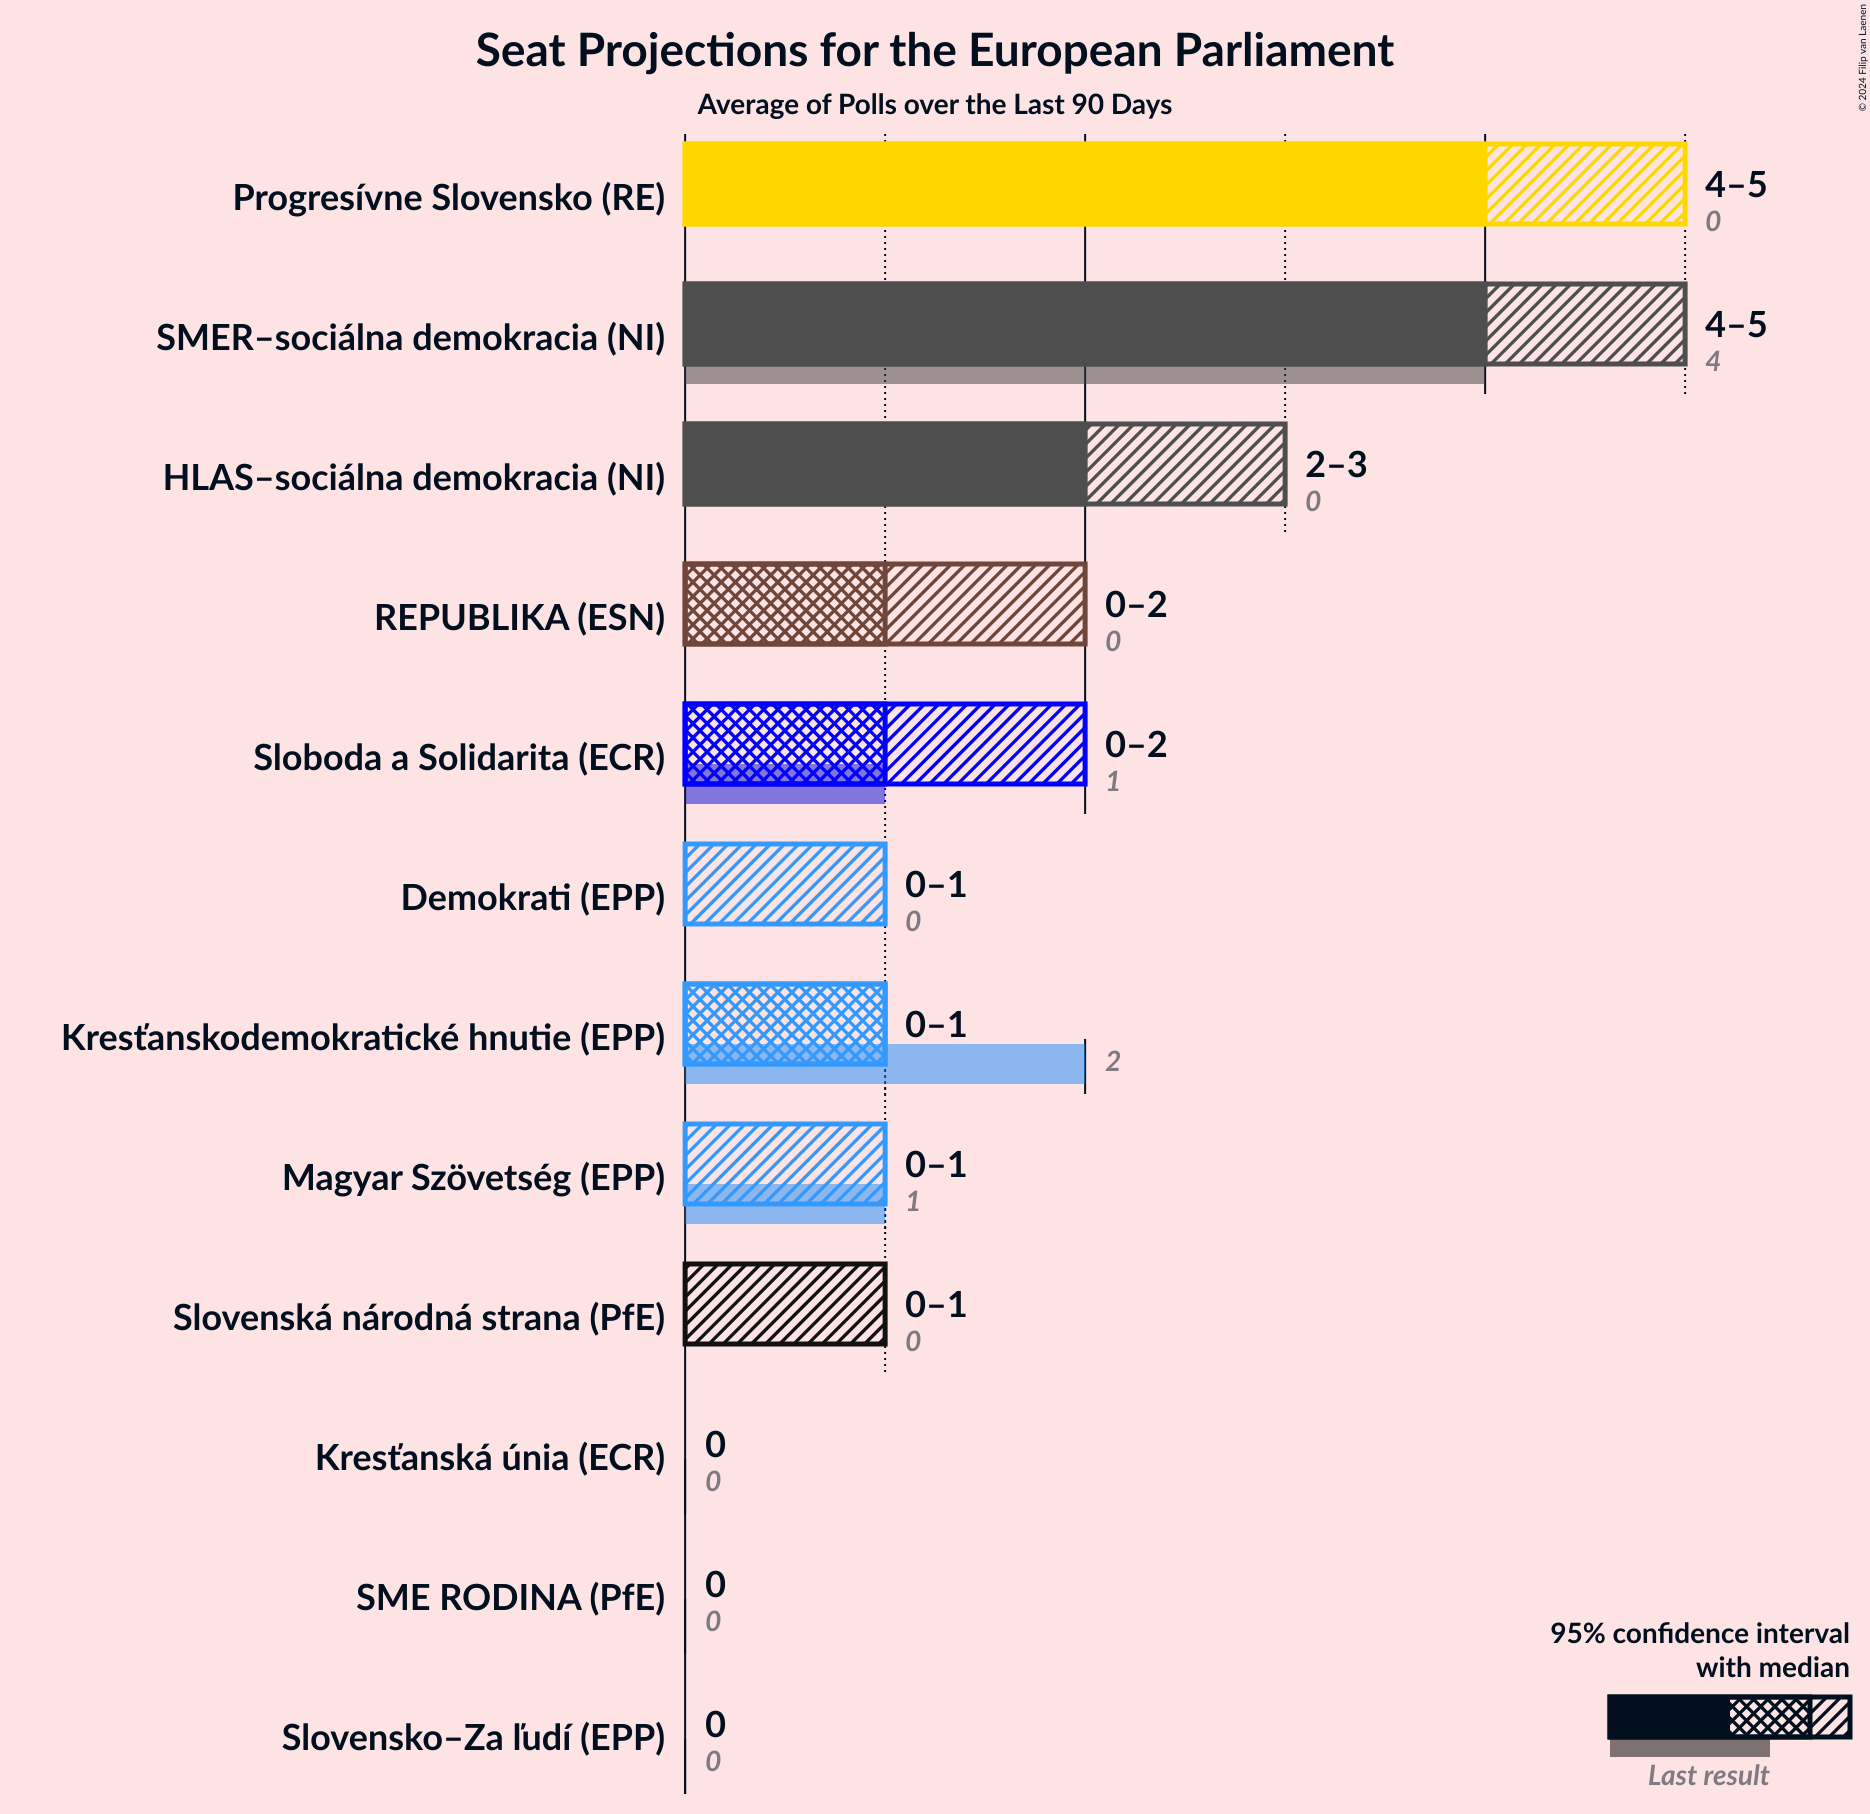 Seat Projections for the European Parliament
Average of Polls over the Last 90 Days
© 2024 Filip van Laenen
Progresívne Slovensko (RE)
4–5
0
SMER–sociálna demokracia (NI)
4–5
4
HLAS–sociálna demokracia (NI)
2–3
0
REPUBLIKA (ESN)
0–2
0
Sloboda a Solidarita (ECR)
0–2
1
Demokrati (EPP)
0–1
0
Kresťanskodemokratické hnutie (EPP)
0–1
2
Magyar Szövetség (EPP)
0–1
1
Slovenská národná strana (PfE)
0–1
0
Kresťanská únia (ECR)
0
0
SME RODINA (PfE)
0
0
Slovensko–Za ľudí (EPP)
0
0
95% confidence interval
with median
Last result